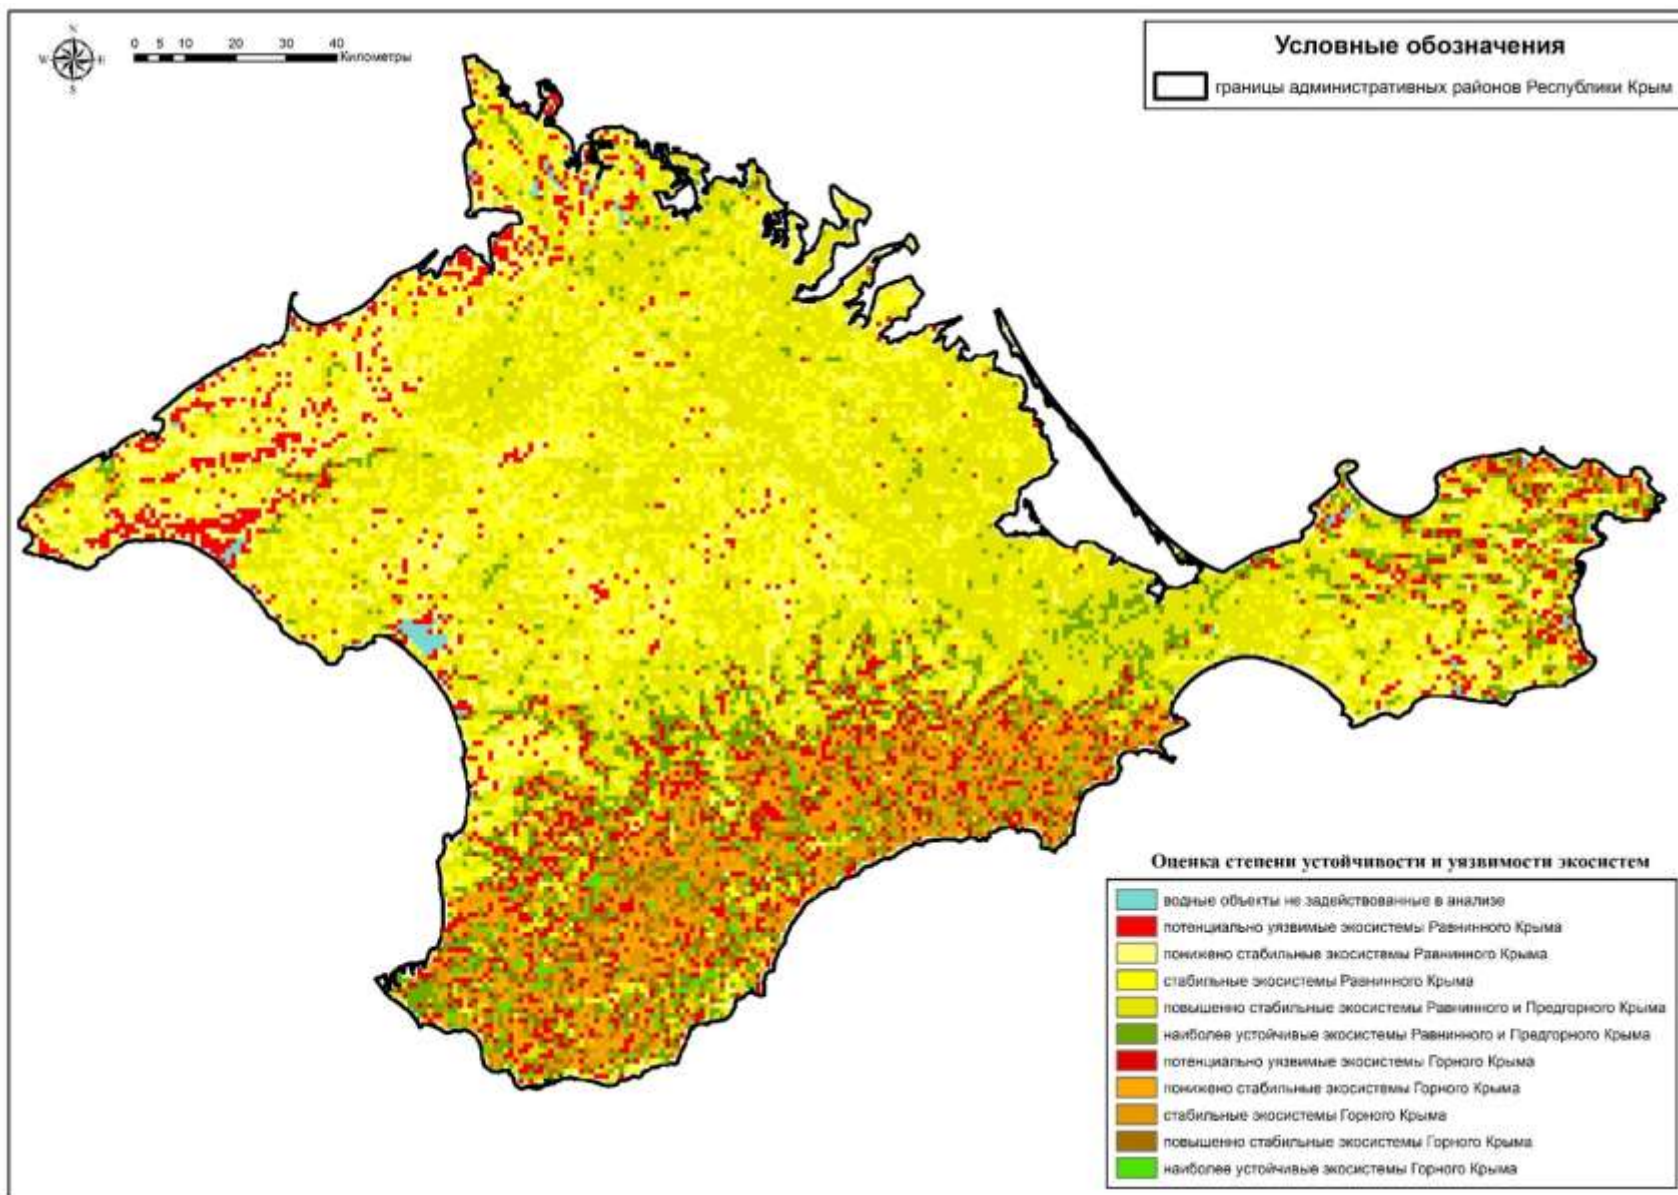 N
W E
S
0 5 10 20 30 40
Километры
Условные обозначения
границы административных районов Республики Крым
Оценка степени устойчивости и уязвимости экосистем
водные объекты не задействованные в анализе
потенциально уязвимые экосистемы Равнинного Крыма
понижено стабильные экосистемы Равнинного Крыма
стабильные экосистемы Равнинного Крыма
повышенно стабильные экосистемы Равнинного и Предгорного Крыма
наиболее устойчивые экосистемы Равнинного и Предгорного Крыма
потенциально уязвимые экосистемы Горного Крыма
понижено стабильные экосистемы Горного Крыма
стабильные экосистемы Горного Крыма
повышенно стабильные экосистемы Горного Крыма
наиболее устойчивые экосистемы Горного Крыма